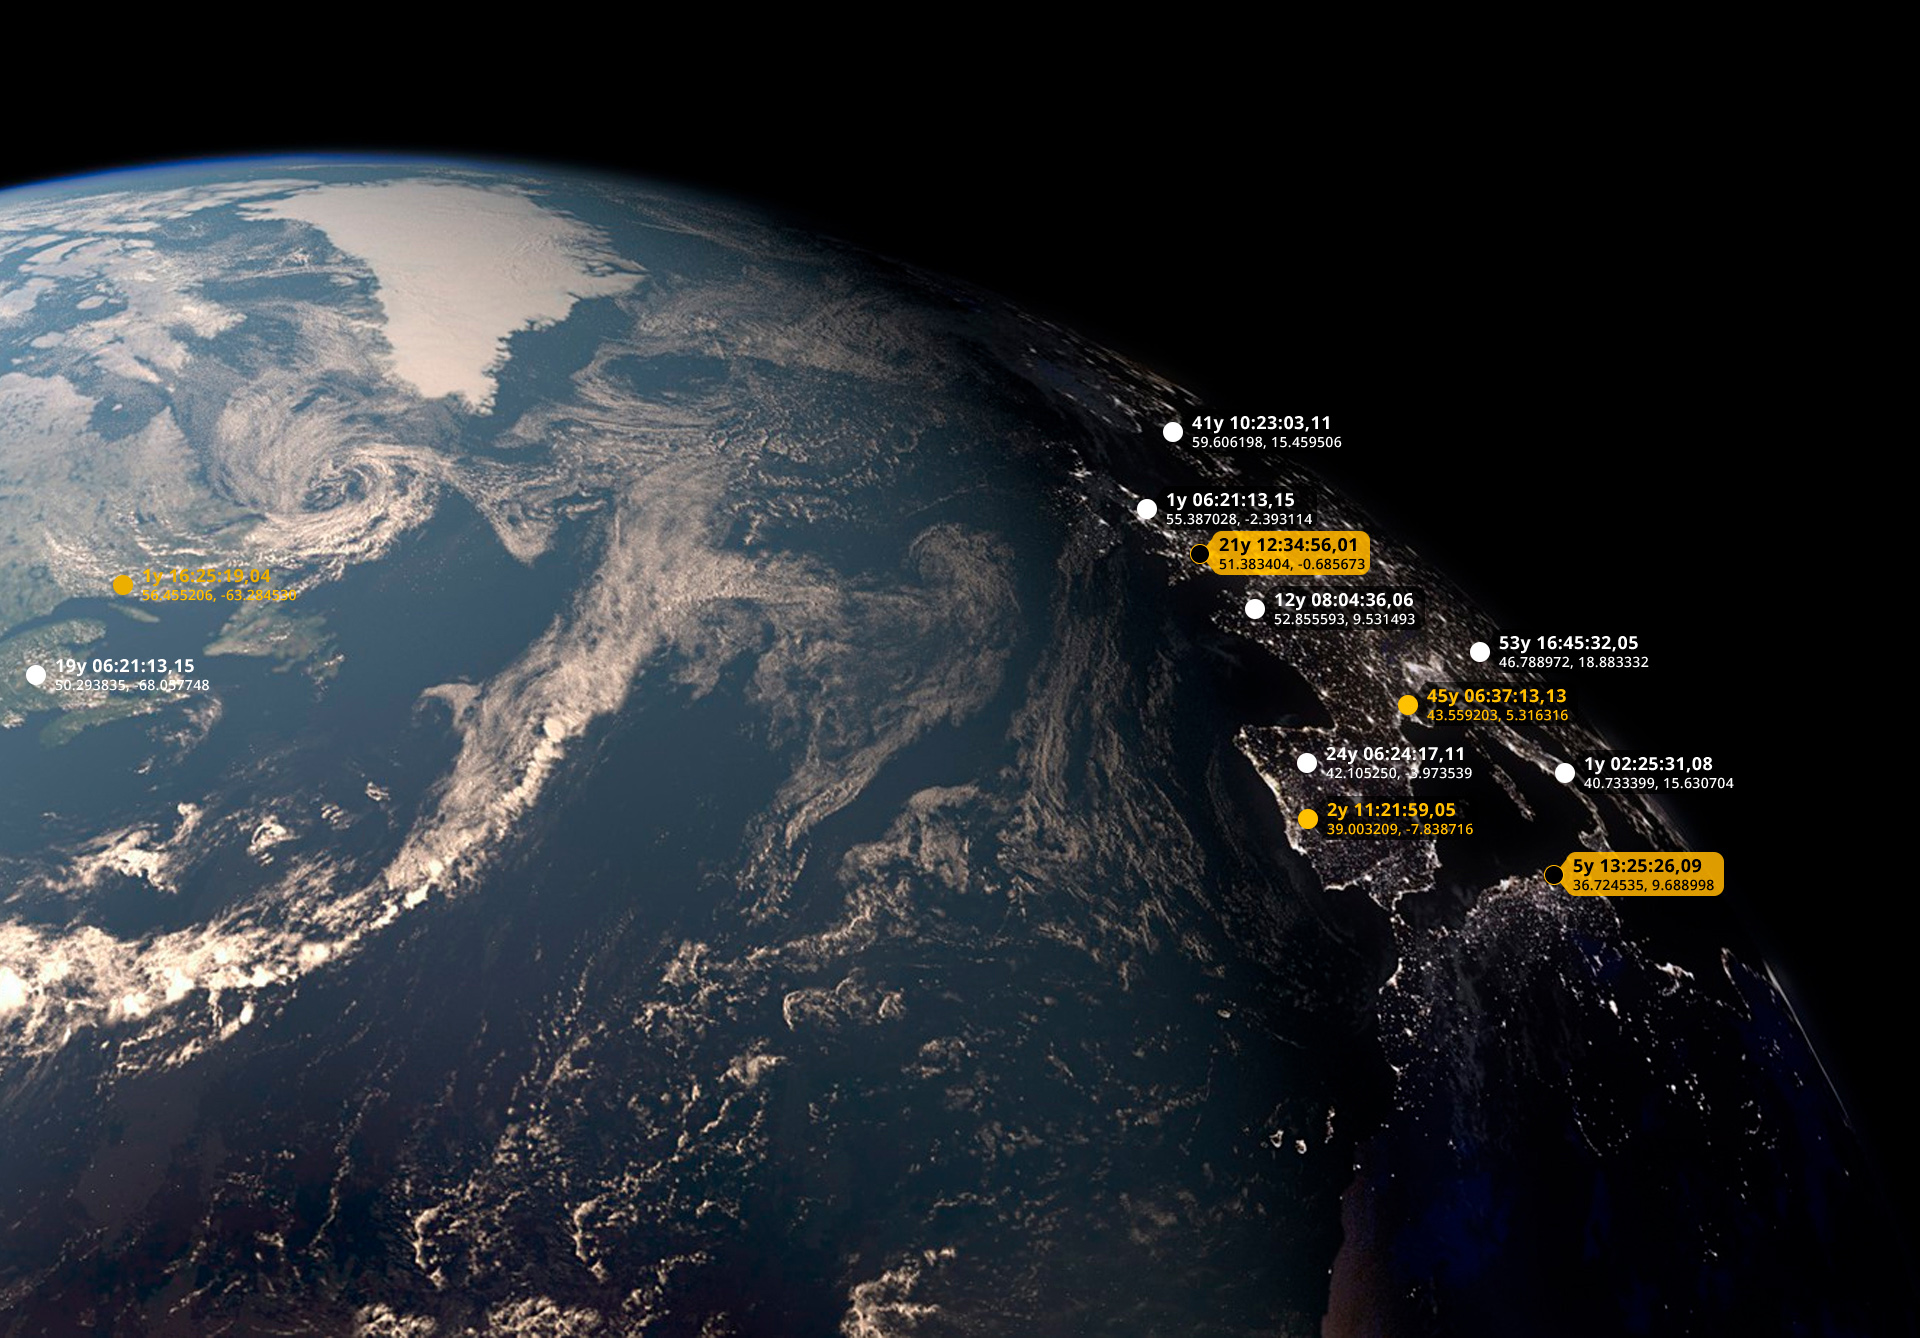 41y 10:23:03,11
59.606198, 15.459506
1y 06:21:13,15
55.387028, -2.393114
21y 12:34:56,01
51.383404, -0.685673
1y 16:25:19,04
56.455206, -63.284530
12y 08:04:36,06
52.855593, 9.531493
53y 16:45:32,05
46.788972, 18.883332
19y 06:21:13,15
50.293835, -68.057748
45y 06:37:13,13
43.559203, 5.316316
24y 06:24:17,11
42.105250, -3.973539
1y 02:25:31,08
40.733399, 15.630704
2y 11:21:59,05
39.003209, -7.838716
5y 13:25:26,09
36.724535, 9.688998